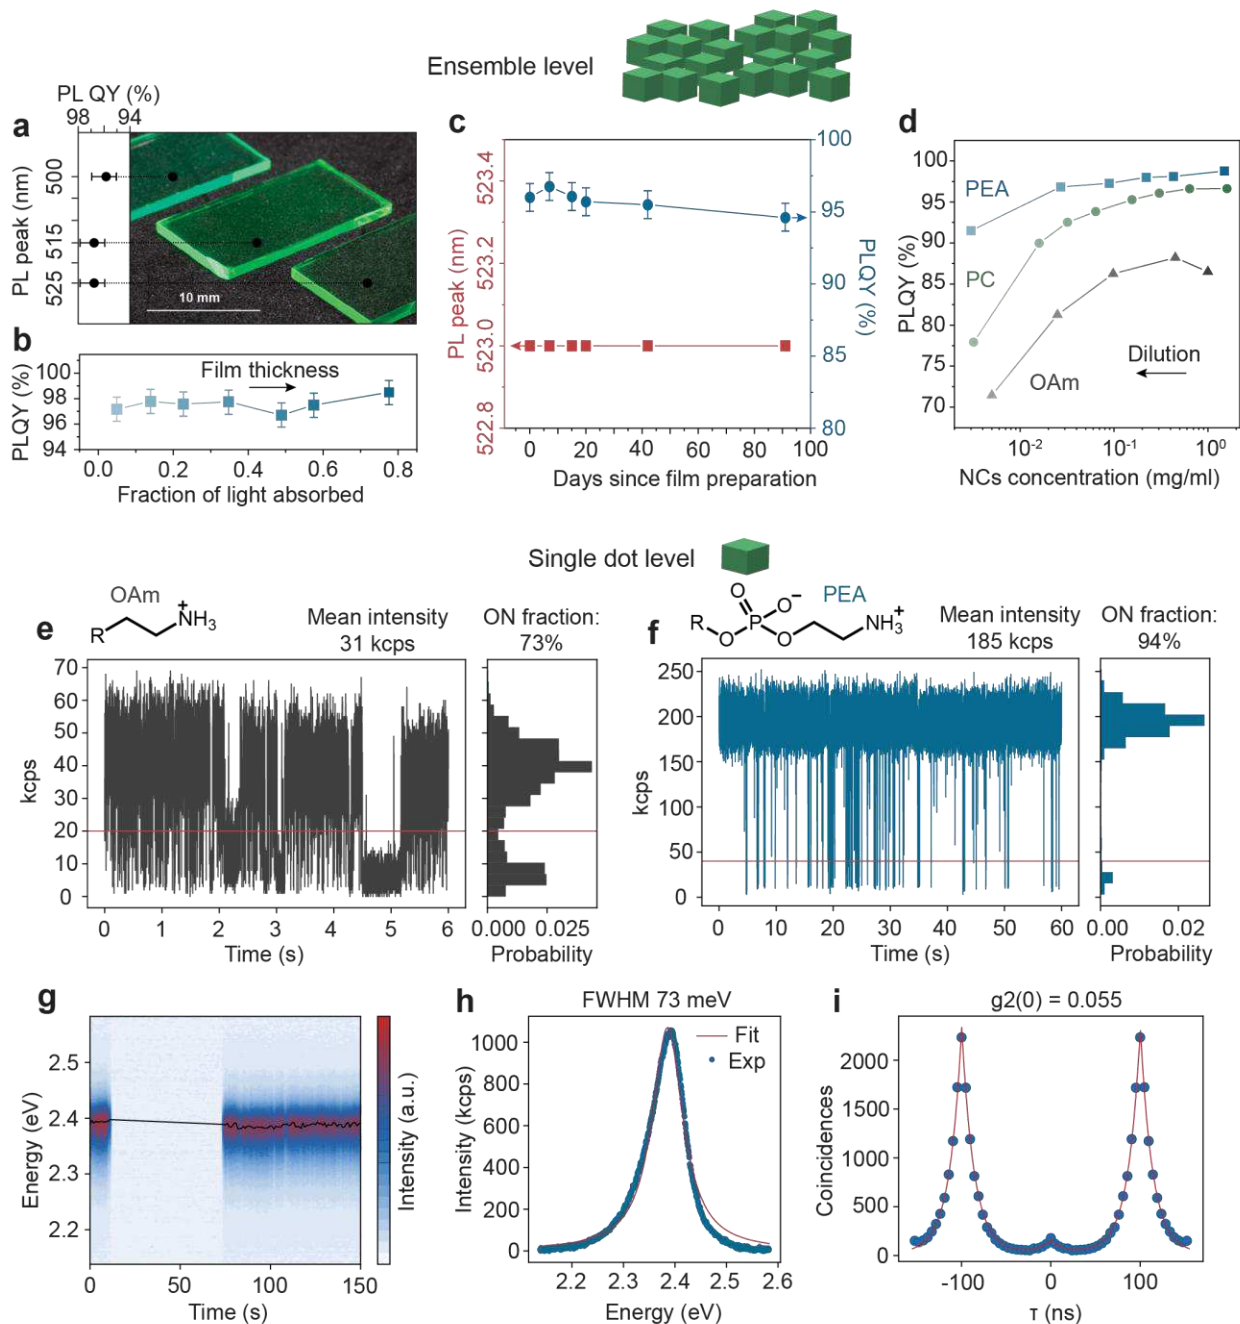 Ensemble level
a
PL QY (%)
98 94
PL peak (nm)
500
515
525
10 mm
b
PLQY (%)
100
98
96
94
Film thickness
0.0 0.2 0.4 0.6 0.8
Fraction of light absorbed
c
PL peak (nm)
523.4
523.2
523.0
522.8
100
95
90
85
80
PLQY (%)
0 20 40 60 80 100
Days since film preparation
d
PLQY (%)
100
95
90
85
80
75
70
PEA
PC
OAm
Dilution
10⁻² 10⁻¹ 10⁰
NCs concentration (mg/ml)
Single dot level
e
OAm
R
NH₃
+
Mean intensity
31 kcps
ON fraction:
73%
kcps
70
60
50
40
30
20
10
0
0 1 2 3 4 5 6
Time (s)
0.000 0.025
Probability
f
O
O⁻
PEA
R
P
O
O
NH₃
+
Mean intensity
185 kcps
ON fraction:
94%
kcps
250
200
150
100
50
0
0 10 20 30 40 50 60
Time (s)
0.00 0.02
Probability
g
Energy (eV)
2.5
2.4
2.3
2.2
0 50 100 150
Time (s)
Intensity (a.u.)
h
FWHM 73 meV
Fit
Exp
Intensity (kcps)
1000
800
600
400
200
0
2.2 2.3 2.4 2.5 2.6
Energy (eV)
i
g2(0) = 0.055
Coincidences
2000
1500
1000
500
0
-100 0 100
τ (ns)